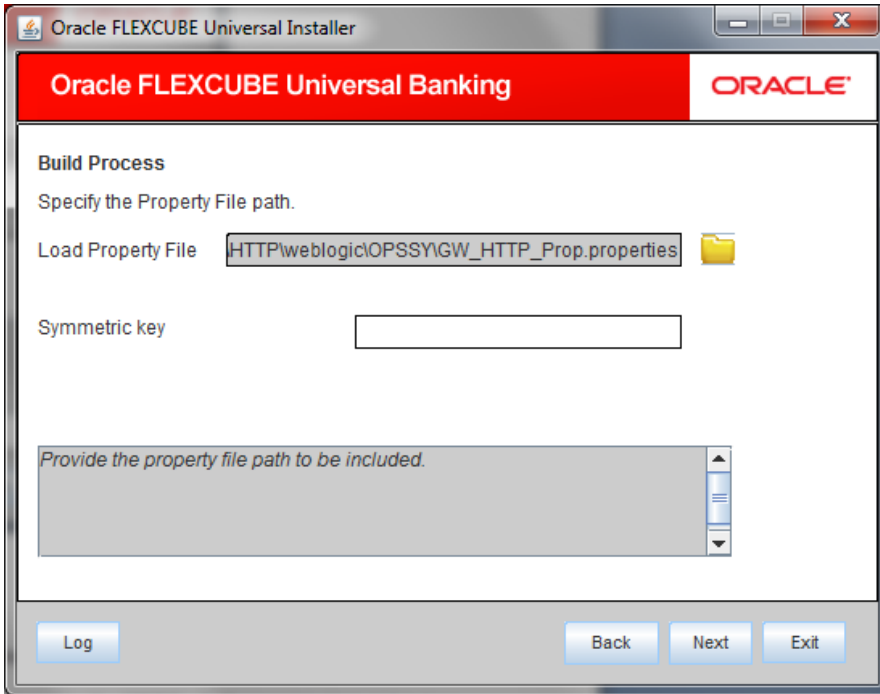 Oracle FLEXCUBE Universal Installer
Oracle FLEXCUBE Universal Banking
ORACLE
Build Process
Specify the Property File path.
Load Property File \HTTP\weblogic\OPSSY\GW_HTTP_Prop.properties
Symmetric key
Provide the property file path to be included.
Log Back Next Exit